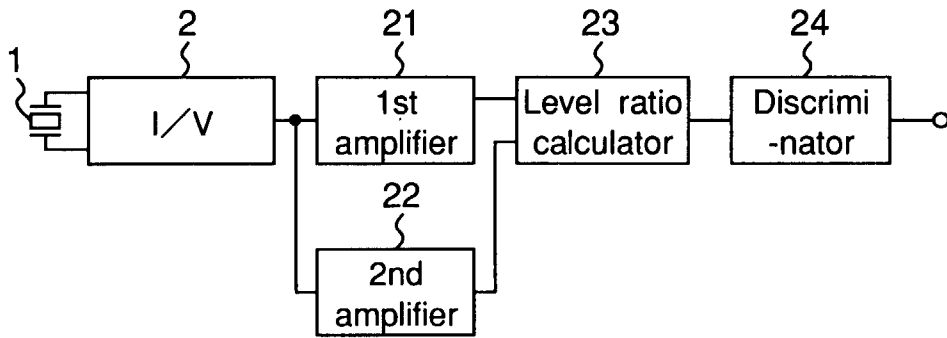 1
2
21
23
24
I/V
1st
amplifier
Level ratio
calculator
Discrimi
-nator
22
2nd
amplifier